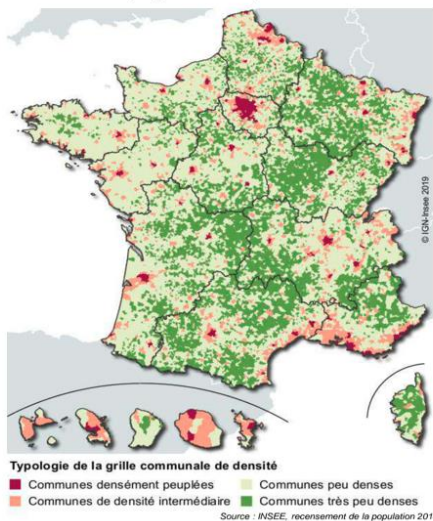 © IGN-Insee 2019
Typologie de la grille communale de densité
Communes densément peuplées
Communes peu denses
Communes de densité intermédiaire
Communes très peu denses
Source : INSEE, recensement de la population 201